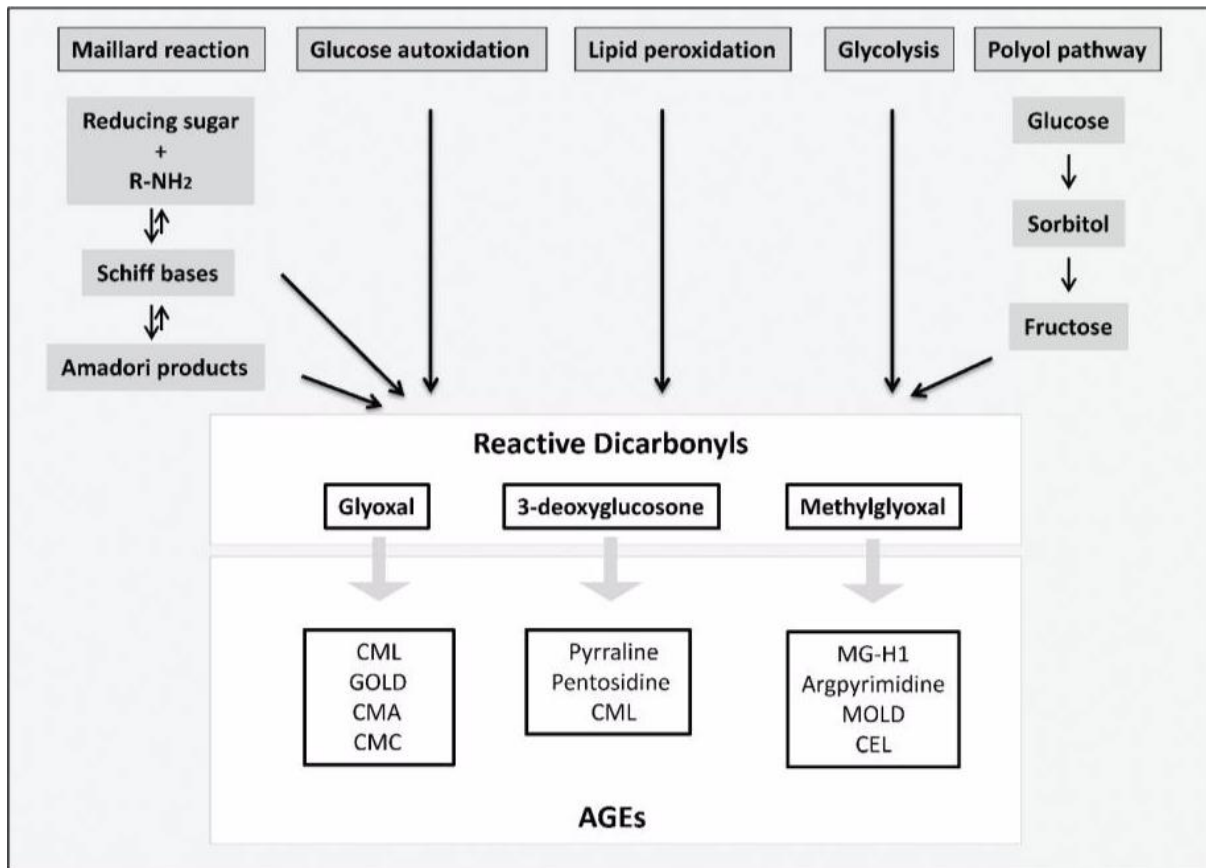 Maillard reaction
Glucose autoxidation
Lipid peroxidation
Glycolysis
Polyol pathway
Reducing sugar
+
R-NH₂
Schiff bases
Amadori products
Glucose
Sorbitol
Fructose
Reactive Dicarbonyls
Glyoxal
3-deoxyglucosone
Methylglyoxal
CML
GOLD
CMA
CMC
Pyrraline
Pentosidine
CML
MG-H1
Argpyrimidine
MOLD
CEL
AGEs